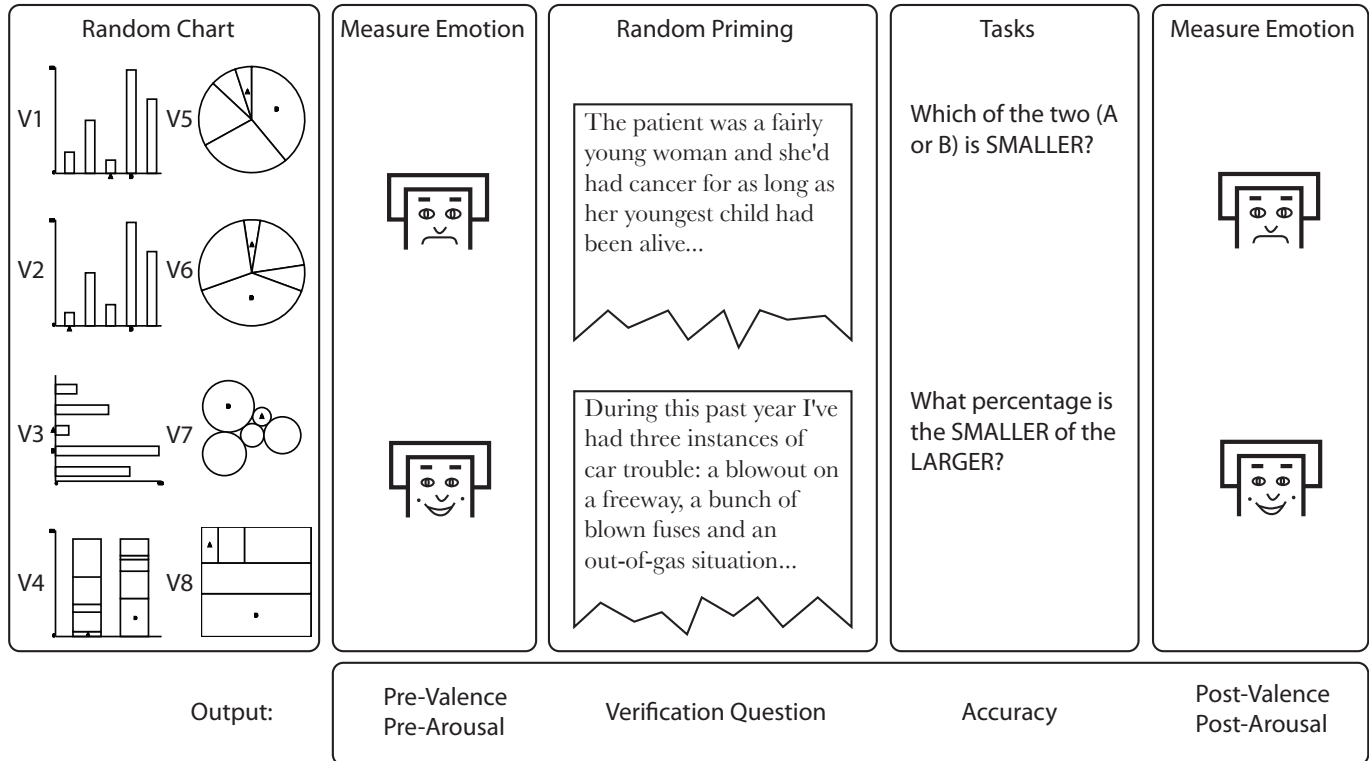 Random Chart
V1
V5
V2
V6
V3
V7
V4
V8
Measure Emotion
Random Priming
The patient was a fairly
young woman and she'd
had cancer for as long as
her youngest child had
been alive...
During this past year I've
had three instances of
car trouble: a blowout on
a freeway, a bunch of
blown fuses and an
out-of-gas situation...
Tasks
Which of the two (A
or B) is SMALLER?
What percentage is
the SMALLER of the
LARGER?
Measure Emotion
Output:
Pre-Valence
Pre-Arousal
Verification Question
Accuracy
Post-Valence
Post-Arousal